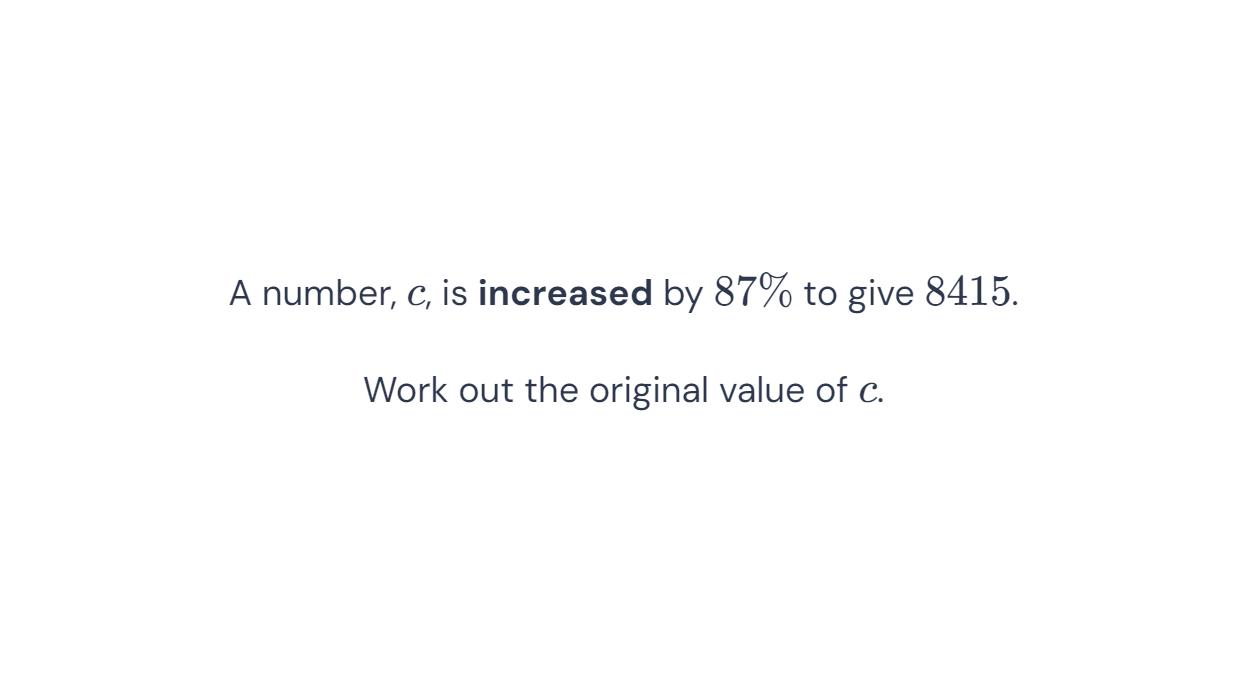 A number, c, is increased by 87% to give 8415.
Work out the original value of c.